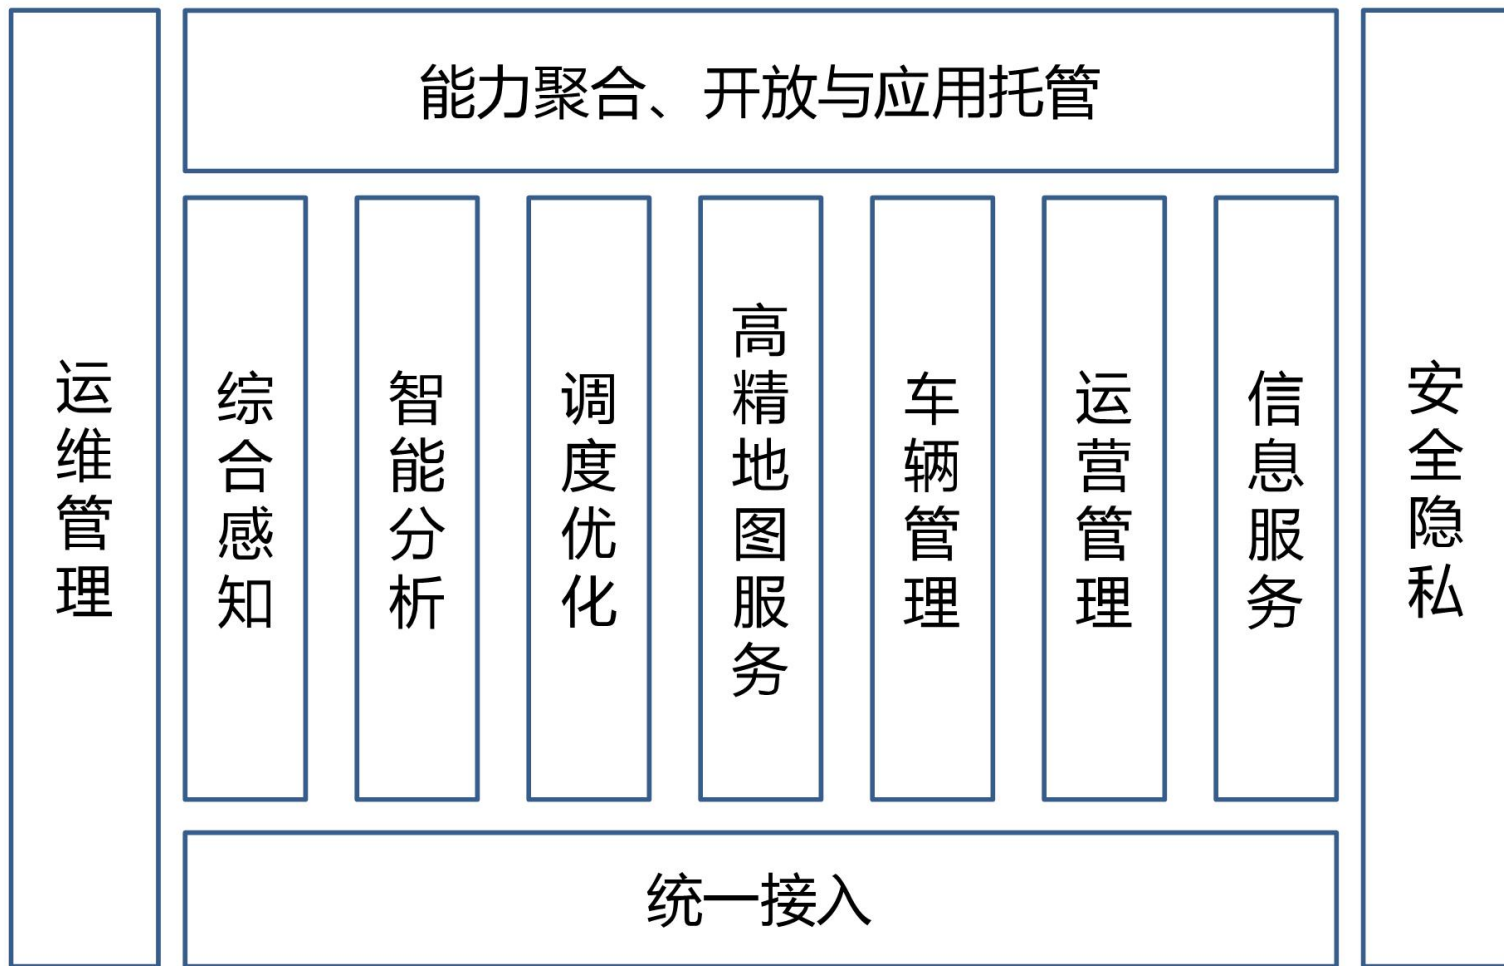 能力聚合、开放与应用托管
运维管理
综合感知
智能分析
调度优化
高精地图服务
车辆管理
运营管理
信息服务
安全隐私
统一接入